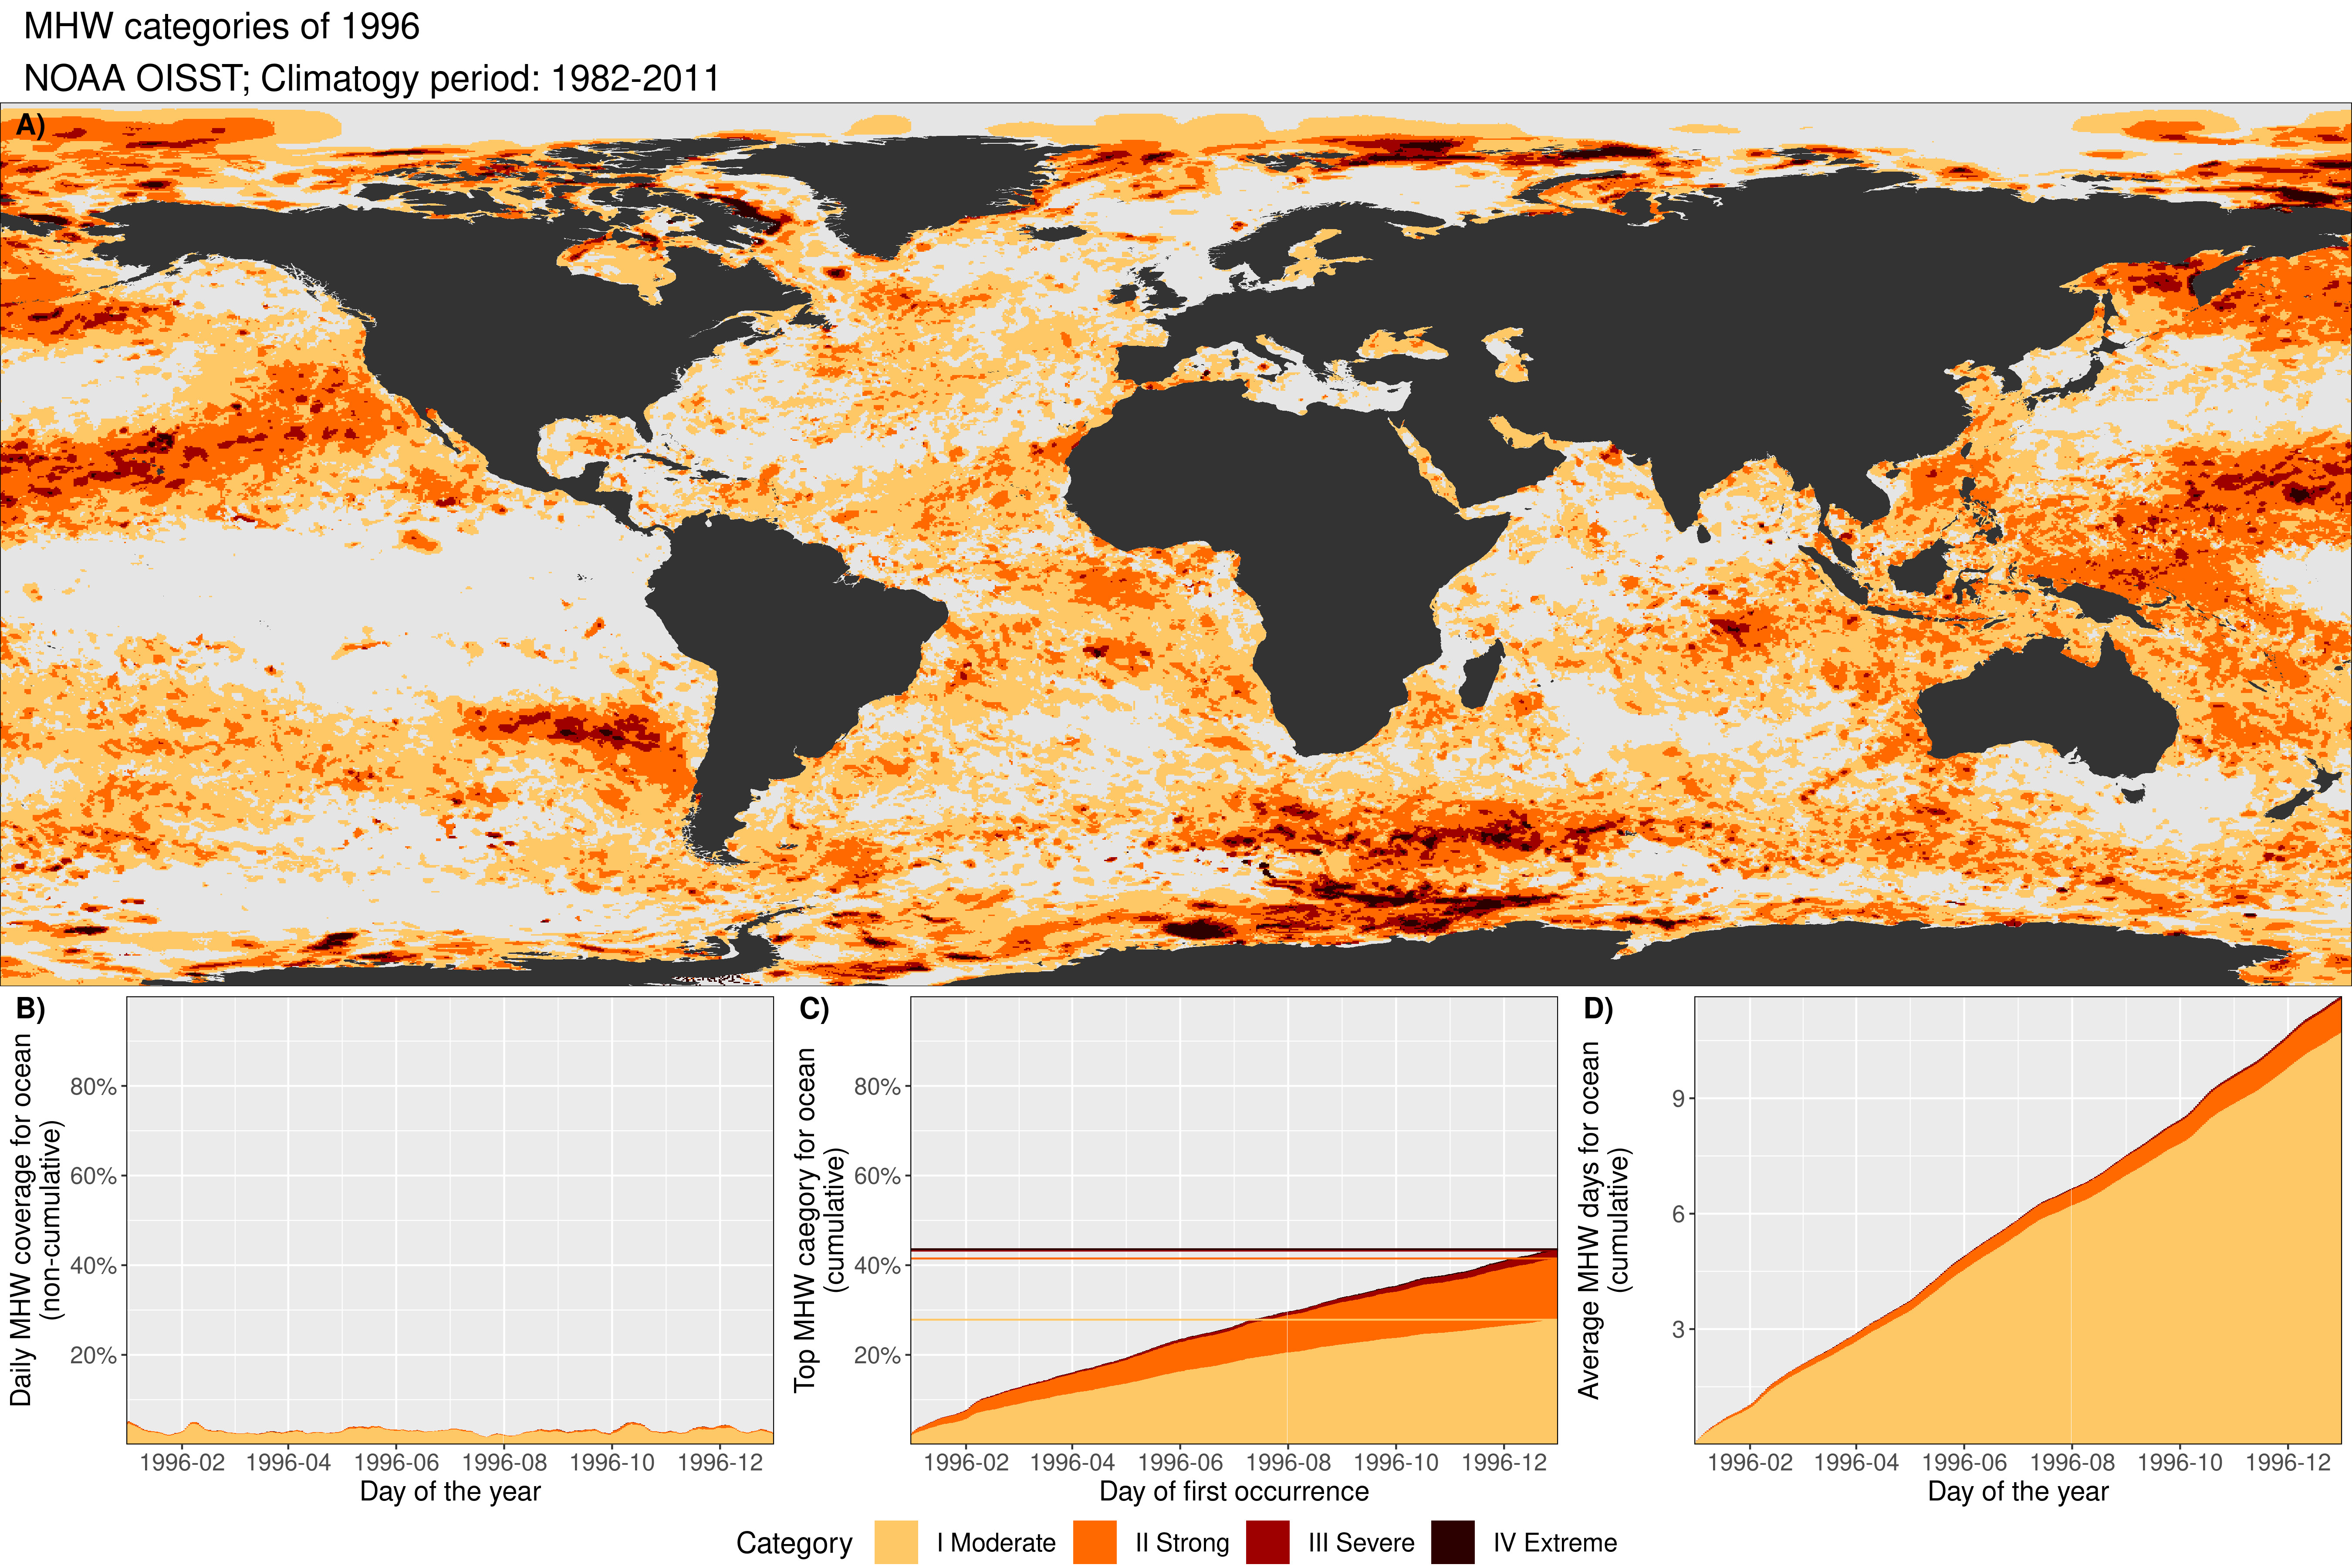 MHW categories of 1996
NOAA OISST; Climatogy period: 1982-2011
A)
B)
Daily MHW coverage for ocean
(non-cumulative)
80%
60%
40%
20%
1996-02 1996-04 1996-06 1996-08 1996-10 1996-12
Day of the year
C)
Top MHW category for ocean
(cumulative)
80%
60%
40%
20%
1996-02 1996-04 1996-06 1996-08 1996-10 1996-12
Day of first occurrence
D)
Average MHW days for ocean
(cumulative)
9
6
3
1996-02 1996-04 1996-06 1996-08 1996-10 1996-12
Day of the year
Category I Moderate II Strong III Severe IV Extreme